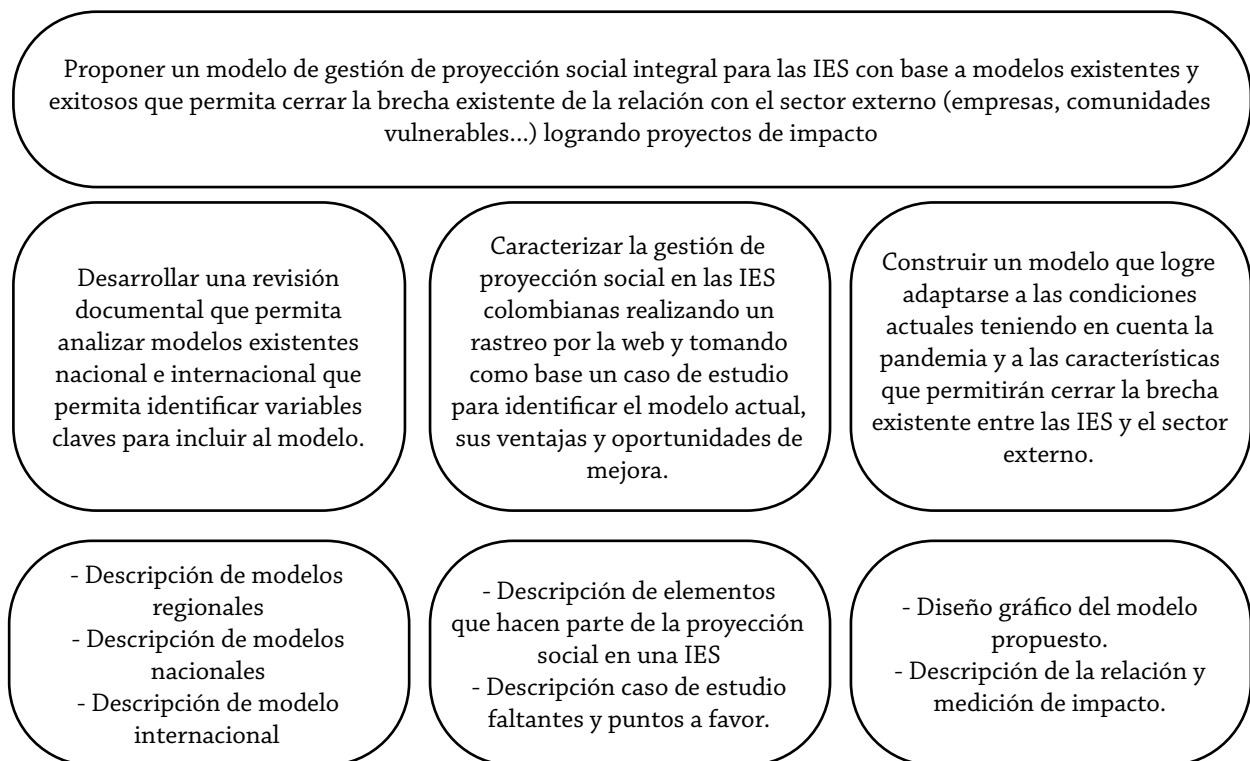 Proponer un modelo de gestión de proyección social integral para las IES con base a modelos existentes y
exitosos que permita cerrar la brecha existente de la relación con el sector externo (empresas, comunidades
vulnerables...) logrando proyectos de impacto
Desarrollar una revisión
documental que permita
analizar modelos existentes
nacional e internacional que
permita identificar variables
claves para incluir al modelo.
Caracterizar la gestión de
proyección social en las IES
colombianas realizando un
rastreo por la web y tomando
como base un caso de estudio
para identificar el modelo actual,
sus ventajas y oportunidades de
mejora.
Construir un modelo que logre
adaptarse a las condiciones
actuales teniendo en cuenta la
pandemia y a las característícas
que permitirán cerrar la brecha
existente entre las IES y el sector
externo.
- Descripción de modelos
regionales
- Descripción de modelos
nacionales
- Descripción de modelo
internacional
- Descripción de elementos
que hacen parte de la proyección
social en una IES
- Descripción caso de estudio
faltantes y puntos a favor.
- Diseño gráfico del modelo
propuesto.
- Descripción de la relación y
medición de impacto.